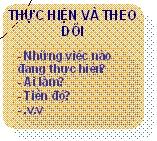 THỰC HIỆN VÀ THEO
DÕI
- Những việc nào
đang thực hiện?
- Ai làm?
- Tiến độ?
- .v.v